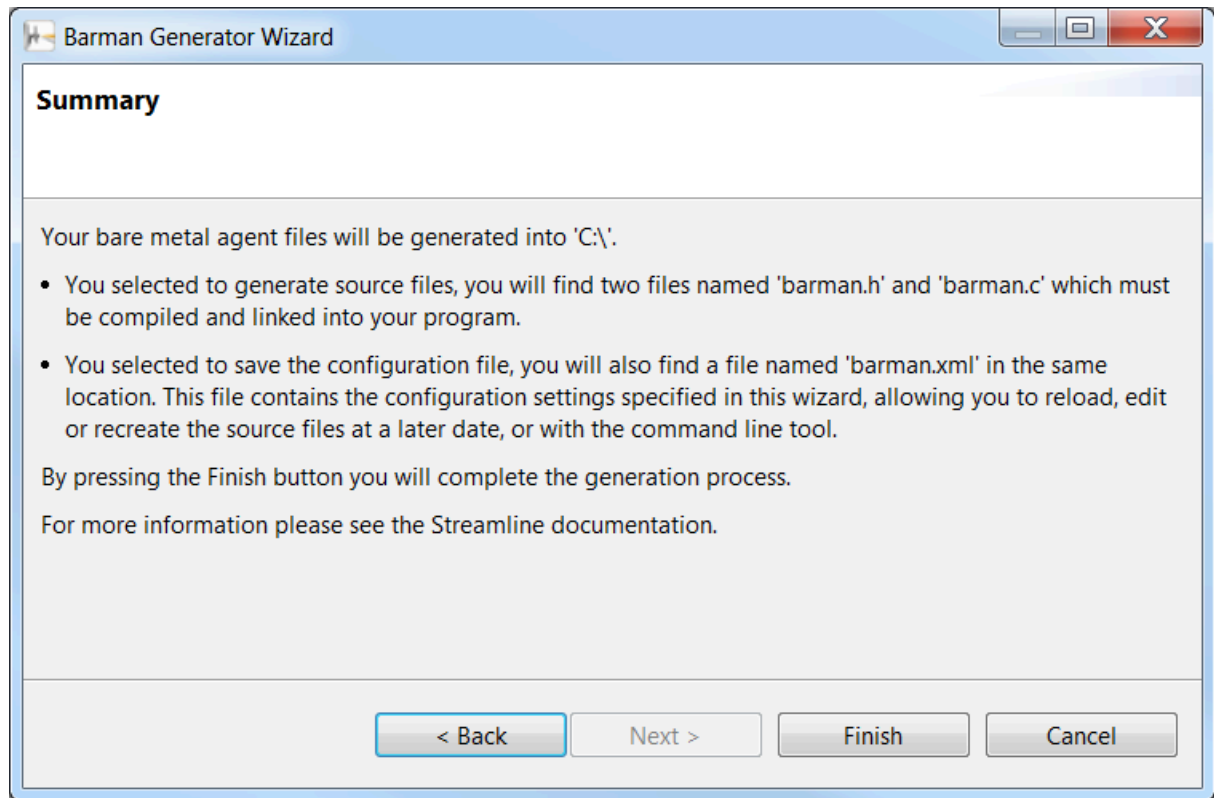 Barman Generator Wizard
Summary
Your bare metal agent files will be generated into 'C:\'.
• You selected to generate source files, you will find two files named 'barman.h' and 'barman.c' which must
be compiled and linked into your program.
• You selected to save the configuration file, you will also find a file named 'barman.xml' in the same
location. This file contains the configuration settings specified in this wizard, allowing you to reload, edit
or recreate the source files at a later date, or with the command line tool.
By pressing the Finish button you will complete the generation process.
For more information please see the Streamline documentation.
< Back Next > Finish Cancel